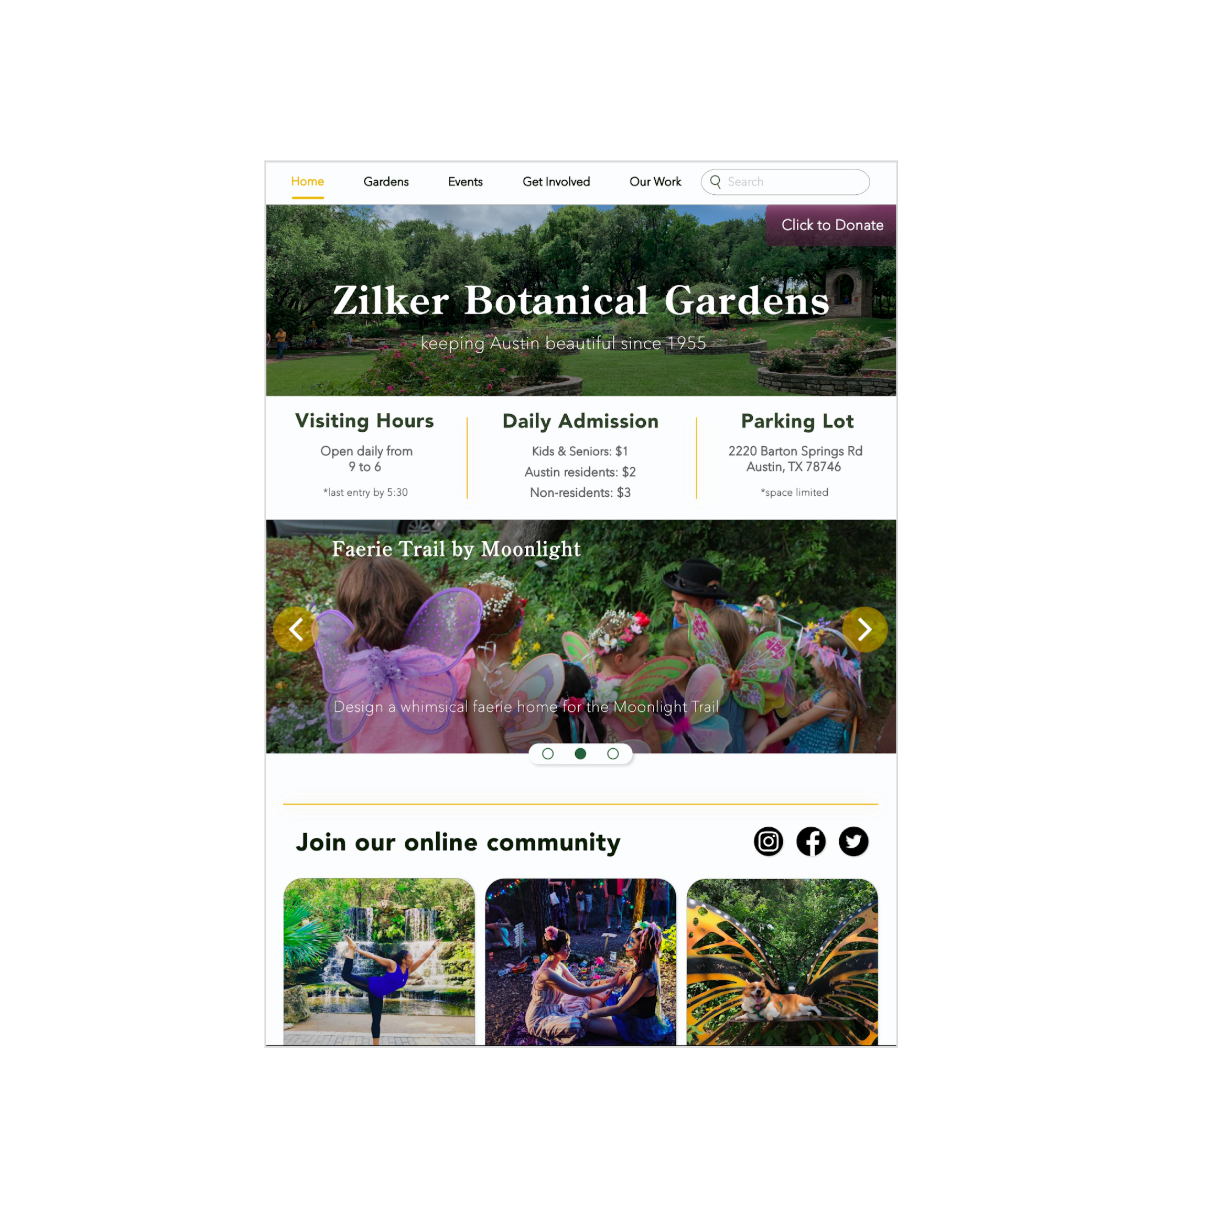 Home Gardens Events Get Involved Our Work Search
Click to Donate
Zilker Botanical Gardens
keeping Austin beautiful since 1955
Visiting Hours
Open daily from
9 to 6
*last entry by 5:30
Daily Admission
Kids & Seniors: $1
Austin residents: $2
Non-residents: $3
Parking Lot
2220 Barton Springs Rd
Austin, TX 78746
*space limited
Faerie Trail by Moonlight
Design a whimsical faerie home for the Moonlight Trail
Join our online community